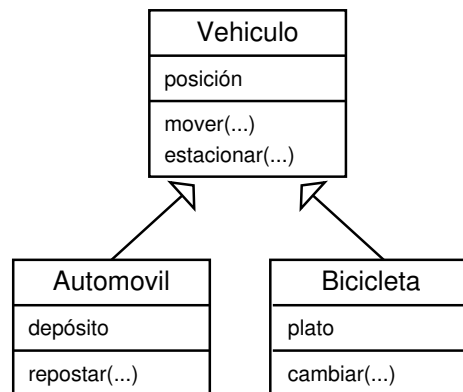 Vehiculo
posición
mover(...)
estacionar(...)
Automovil
depósito
repostar(...)
Bicicleta
plato
cambiar(...)